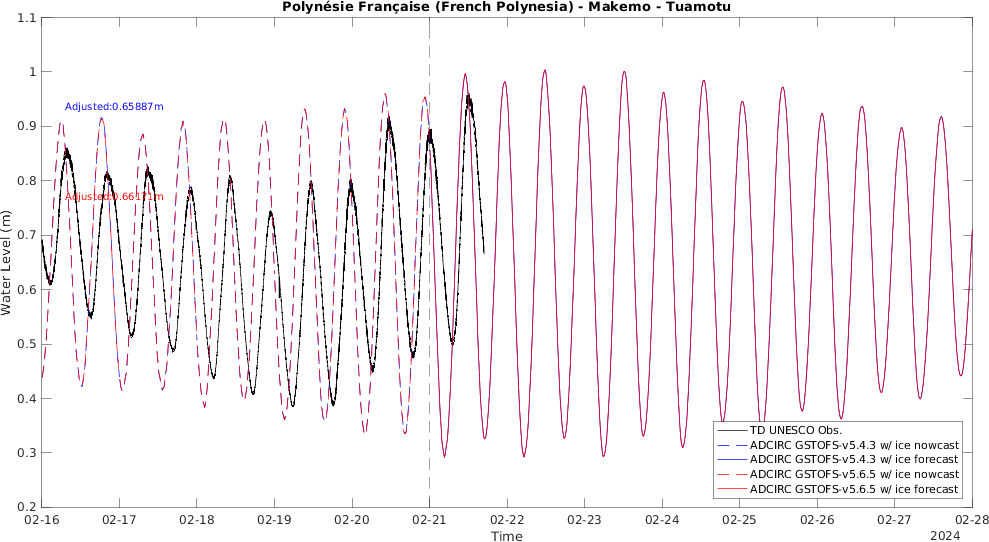 Polynésie Française (French Polynesia) - Makemo - Tuamotu
Water Level (m)
1.1
1
0.9
0.8
0.7
0.6
0.5
0.4
0.3
0.2
Adjusted:0.65887m
Adjusted:0.66171m
TD UNESCO Obs.
ADCIRC GSTOFS-v5.4.3 w/ ice nowcast
ADCIRC GSTOFS-v5.4.3 w/ ice forecast
ADCIRC GSTOFS-v5.6.5 w/ ice nowcast
ADCIRC GSTOFS-v5.6.5 w/ ice forecast
02-16 02-17 02-18 02-19 02-20 02-21 02-22 02-23 02-24 02-25 02-26 02-27 02-28
Time
2024